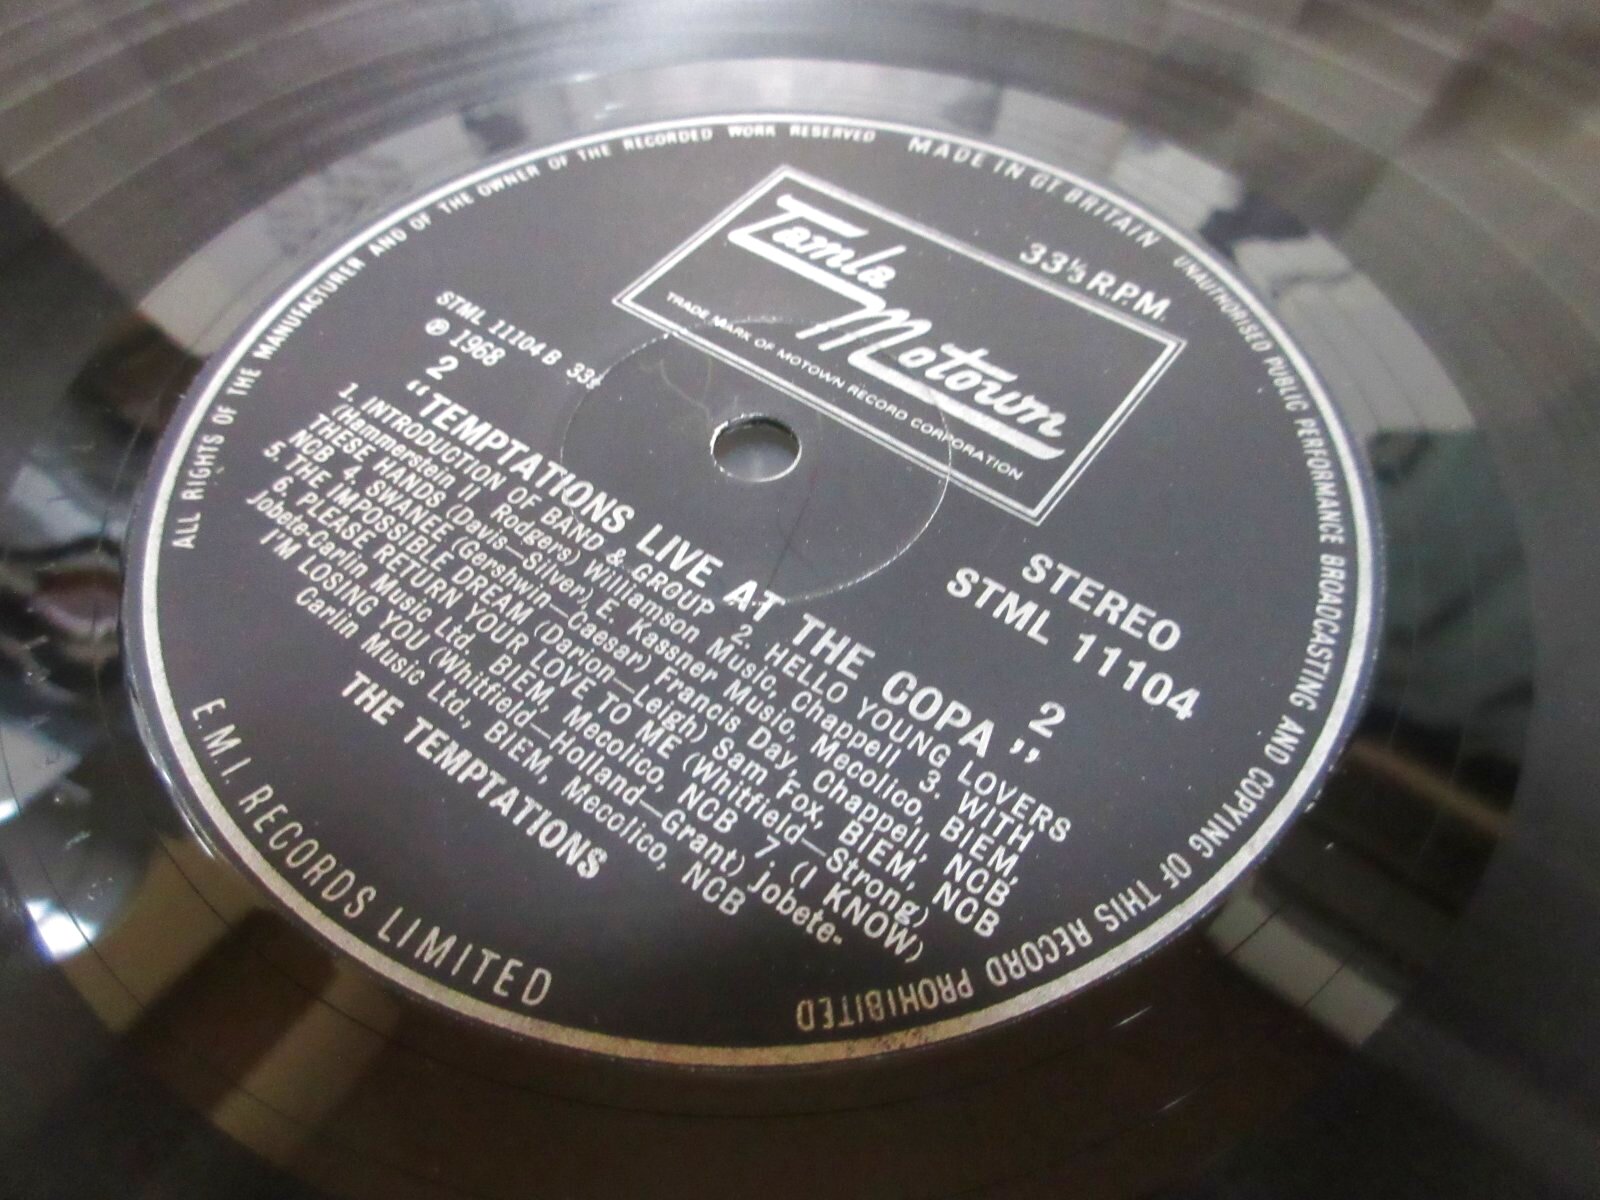 ALL RIGHTS OF THE MANUFACTURER AND OF THE OWNER OF THE RECORDED WORK RESERVED
MADE IN GT BRITAIN
UNAUTHORISED PUBLIC PERFORMANCE BROADCASTING AND COPYING OF THIS RECORD PROHIBITED
Tamla
Motown
TRADE MARK OF MOTOWN RECORD CORPORATION
33⅓ R.P.M.
STML 11104 B 33⅓
℗ 1968
2
STEREO
STML 11104
2
"TEMPTATIONS LIVE AT THE COPA"
1. INTRODUCTION OF BAND & GROUP 2. HELLO YOUNG LOVERS
(Hammerstein II Rodgers) Williamson Music, Chappell 3. WITH
THESE HANDS (Davis—Silver) E. Kassner Music, Mecolico, BIEM,
NCB 4. SWANEE (Gershwin—Caesar) Francis Day, Chappell, NCB
5. THE IMPOSSIBLE DREAM (Darion—Leigh) Sam Fox, BIEM, NCB
6. PLEASE RETURN YOUR LOVE TO ME (Whitfield—Strong)
Jobete-Carlin Music Ltd. BIEM, Mecolico, NCB 7. (I KNOW)
I'M LOSING YOU (Whitfield—Holland—Grant) Jobete-
Carlin Music Ltd., BIEM, Mecolico, NCB
THE TEMPTATIONS
E.M.I. RECORDS LIMITED